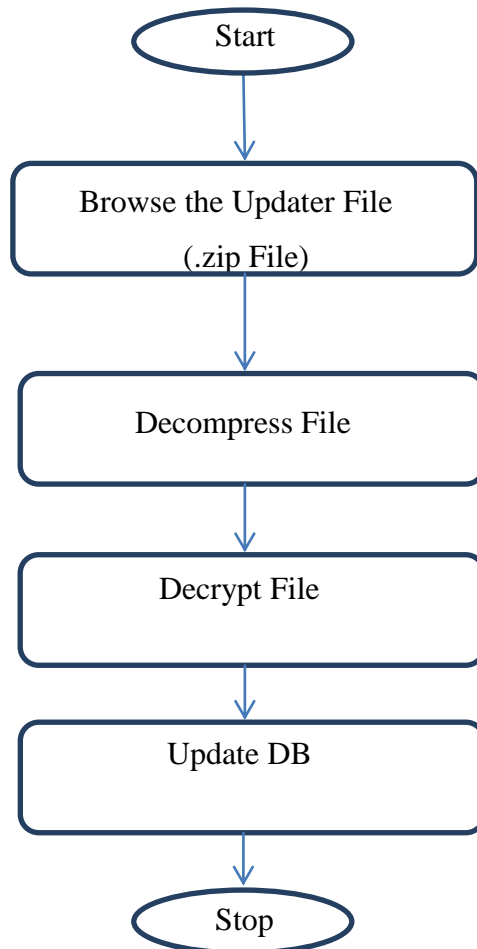 Start
Browse the Updater File
(.zip File)
Decompress File
Decrypt File
Update DB
Stop